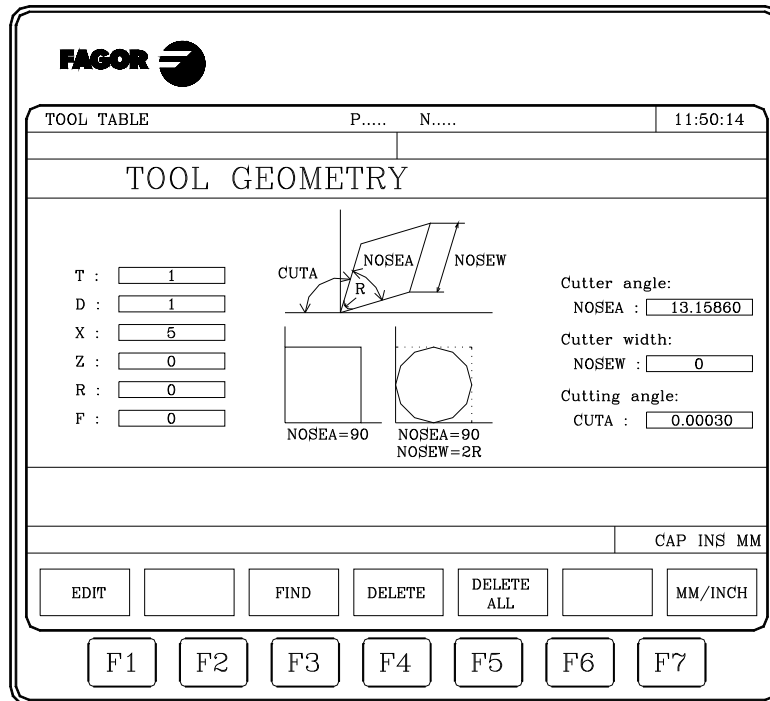 FAGOR
TOOL TABLE P..... N..... 11:50:14
TOOL GEOMETRY
T : 1
D : 1
X : 5
Z : 0
R : 0
F : 0
CUTA
NOSEA
NOSEW
R
NOSEA=90
NOSEA=90
NOSEW=2R
Cutter angle:
NOSEA : 13.15860
Cutter width:
NOSEW : 0
Cutting angle:
CUTA : 0.00030
CAP INS MM
EDIT
FIND
DELETE
DELETE
ALL
MM/INCH
F1 F2 F3 F4 F5 F6 F7